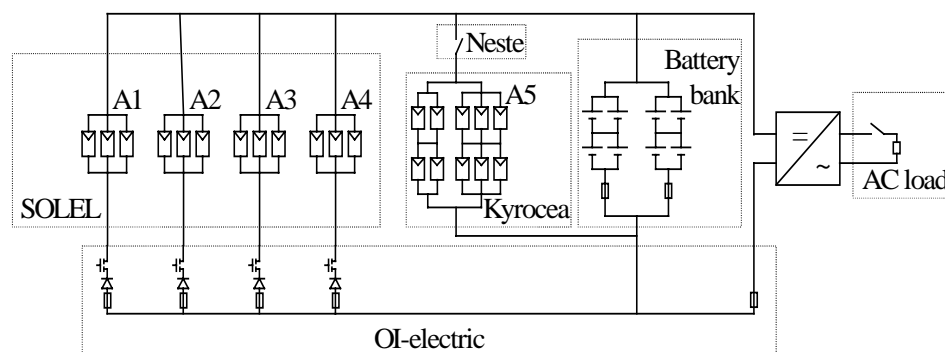 Neste
Battery
bank
A1
A2
A3
A4
A5
=
~
SOLEL
Kyrocea
AC load
OI-electric